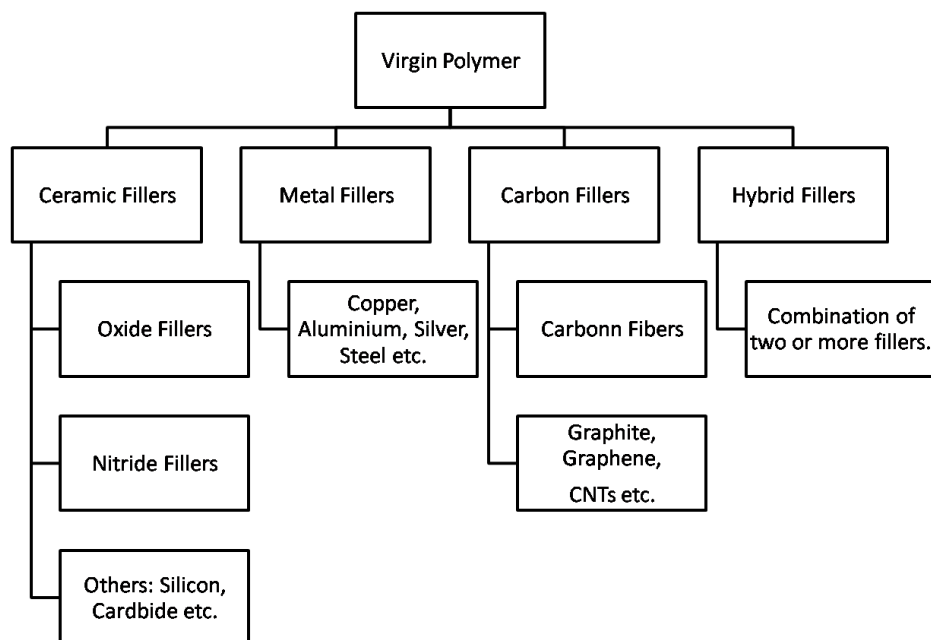 Virgin Polymer
Ceramic Fillers
Metal Fillers
Carbon Fillers
Hybrid Fillers
Oxide Fillers
Copper,
Aluminium, Silver,
Steel etc.
Carbonn Fibers
Combination of
two or more fillers.
Nitride Fillers
Graphite,
Graphene,
CNTs etc.
Others: Silicon,
Cardbide etc.